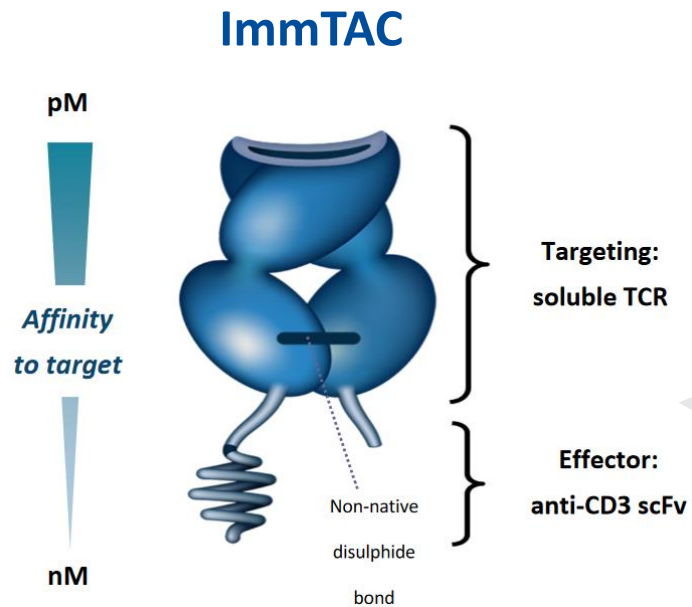 ImmTAC
pM
Affinity
to target
nM
Targeting:
soluble TCR
Effector:
anti-CD3 scFv
Non-native
disulphide
bond